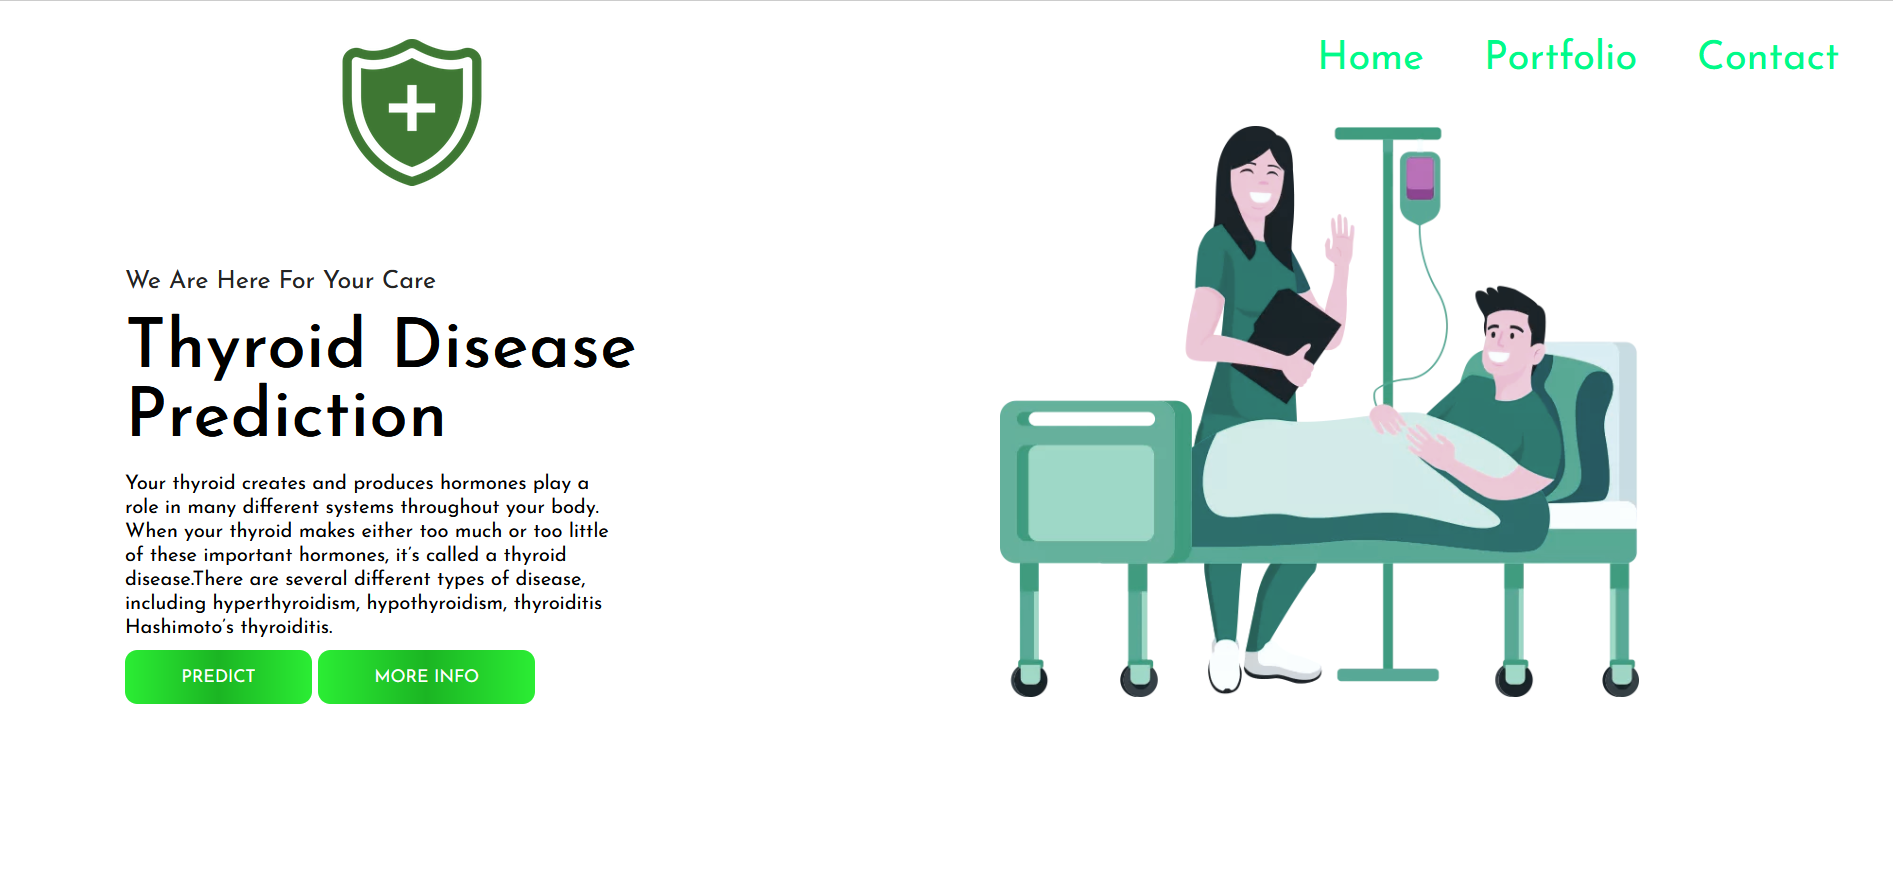 Home Portfolio Contact
We Are Here For Your Care
Thyroid Disease
Prediction
Your thyroid creates and produces hormones play a
role in many different systems throughout your body.
When your thyroid makes either too much or too little
of these important hormones, it's called a thyroid
disease.There are several different types of disease,
including hyperthyroidism, hypothyroidism, thyroiditis
Hashimoto's thyroiditis.
PREDICT MORE INFO